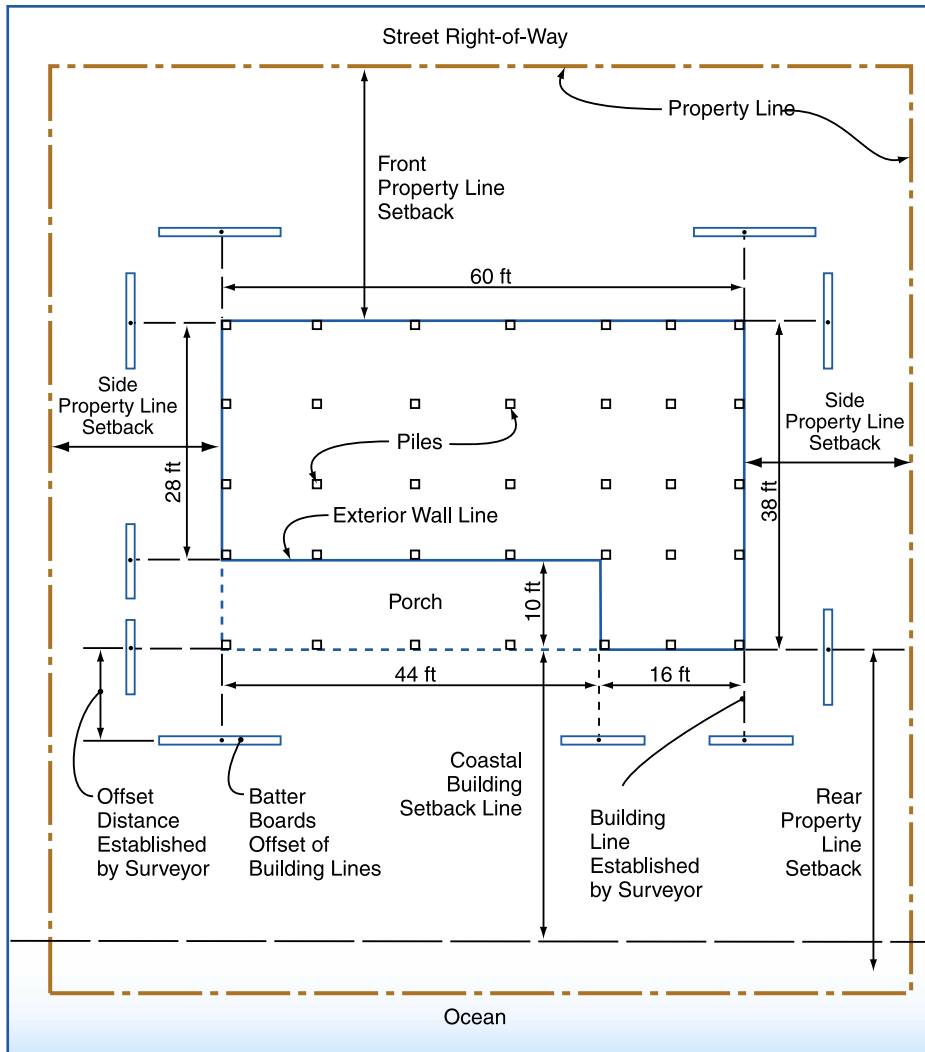 Street Right-of-Way
Property Line
Front
Property Line
Setback
60 ft
Side
Property Line
Setback
Side
Property Line
Setback
Piles
28 ft
38 ft
Exterior Wall Line
Porch
10 ft
44 ft
16 ft
Coastal
Building
Setback Line
Offset
Distance
Established
by Surveyor
Batter
Boards
Offset of
Building Lines
Building
Line
Established
by Surveyor
Rear
Property
Line
Setback
Ocean